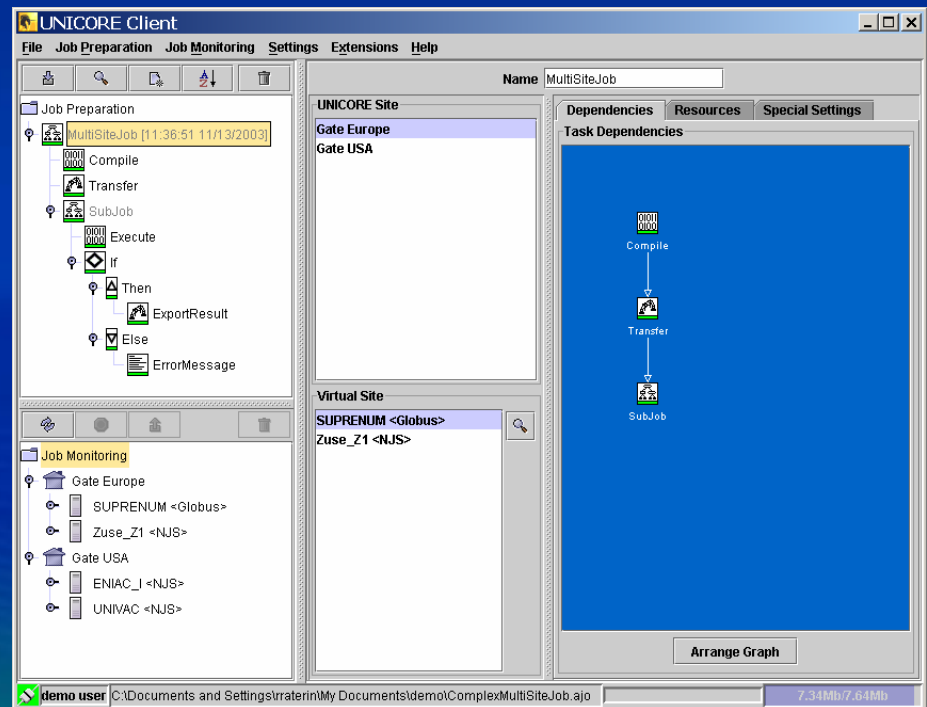 UNICORE Client
File Job Preparation Job Monitoring Settings Extensions Help
Name MultiSiteJob
Job Preparation
MultiSiteJob [11:36:51 11/13/2003]
Compile
Transfer
SubJob
Execute
If
Then
ExportResult
Else
ErrorMessage
Job Monitoring
Gate Europe
SUPRENUM <Globus>
Zuse_Z1 <NJS>
Gate USA
ENIAC_I <NJS>
UNIVAC <NJS>
UNICORE Site
Gate Europe
Gate USA
Virtual Site
SUPRENUM <Globus>
Zuse_Z1 <NJS>
Dependencies Resources Special Settings
Task Dependencies
Compile
Transfer
SubJob
Arrange Graph
demo user C:\Documents and Settings\rraterin\My Documents\demo\ComplexMultiSiteJob.ajo 7.34Mb/7.64Mb